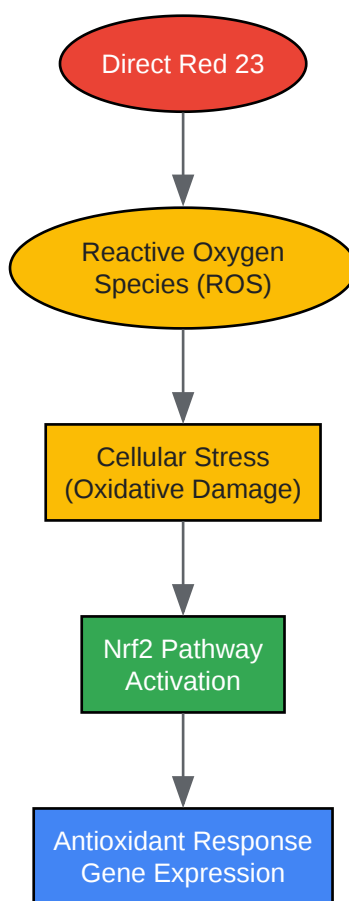 Direct Red 23
Reactive Oxygen
Species (ROS)
Cellular Stress
(Oxidative Damage)
Nrf2 Pathway
Activation
Antioxidant Response
Gene Expression